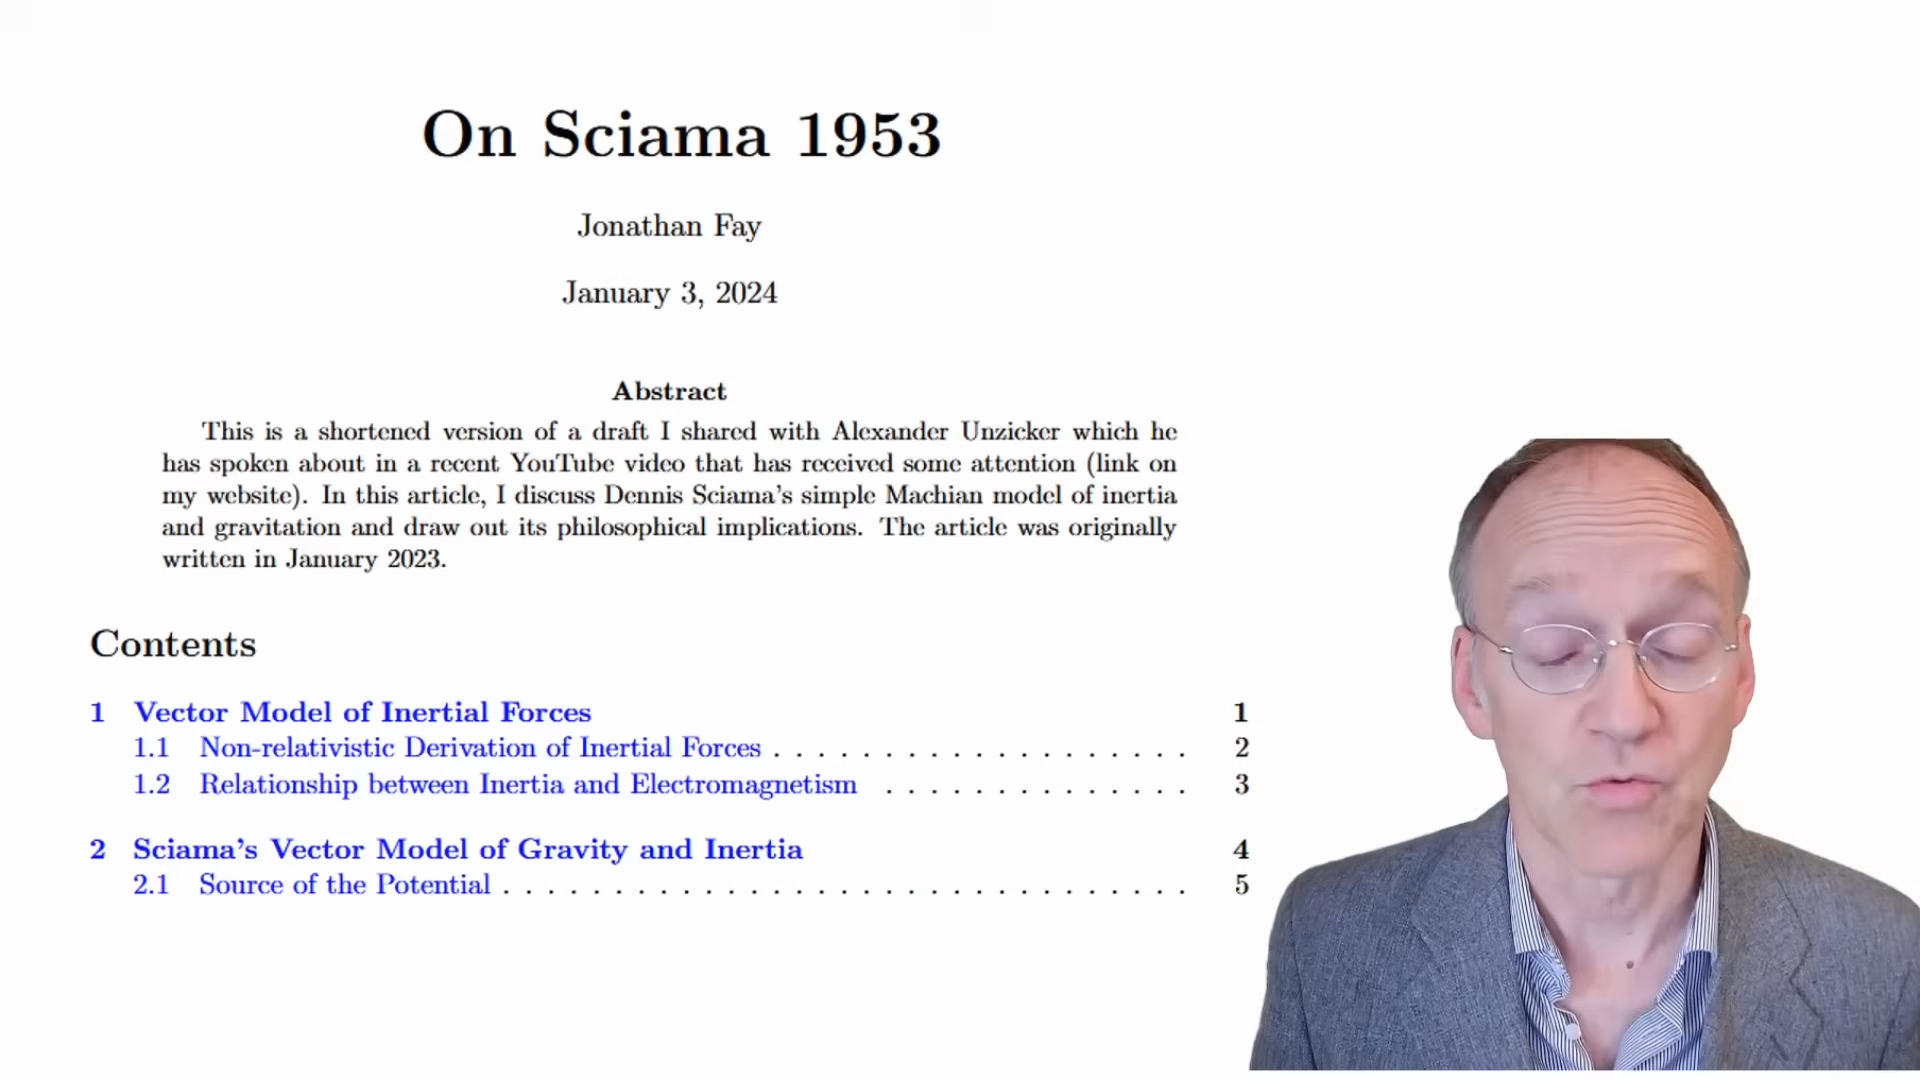 On Sciama 1953
Jonathan Fay
January 3, 2024
Abstract
This is a shortened version of a draft I shared with Alexander Unzicker which he
has spoken about in a recent YouTube video that has received some attention (link on
my website). In this article, I discuss Dennis Sciama's simple Machian model of inertia
and gravitation and draw out its philosophical implications. The article was originally
written in January 2023.
Contents
1 Vector Model of Inertial Forces 1
1.1 Non-relativistic Derivation of Inertial Forces . . . . . . . . . . . . . . . . . . . 2
1.2 Relationship between Inertia and Electromagnetism . . . . . . . . . . . . . . 3
2 Sciama's Vector Model of Gravity and Inertia 4
2.1 Source of the Potential . . . . . . . . . . . . . . . . . . . . . . . . . . . . . . . 5